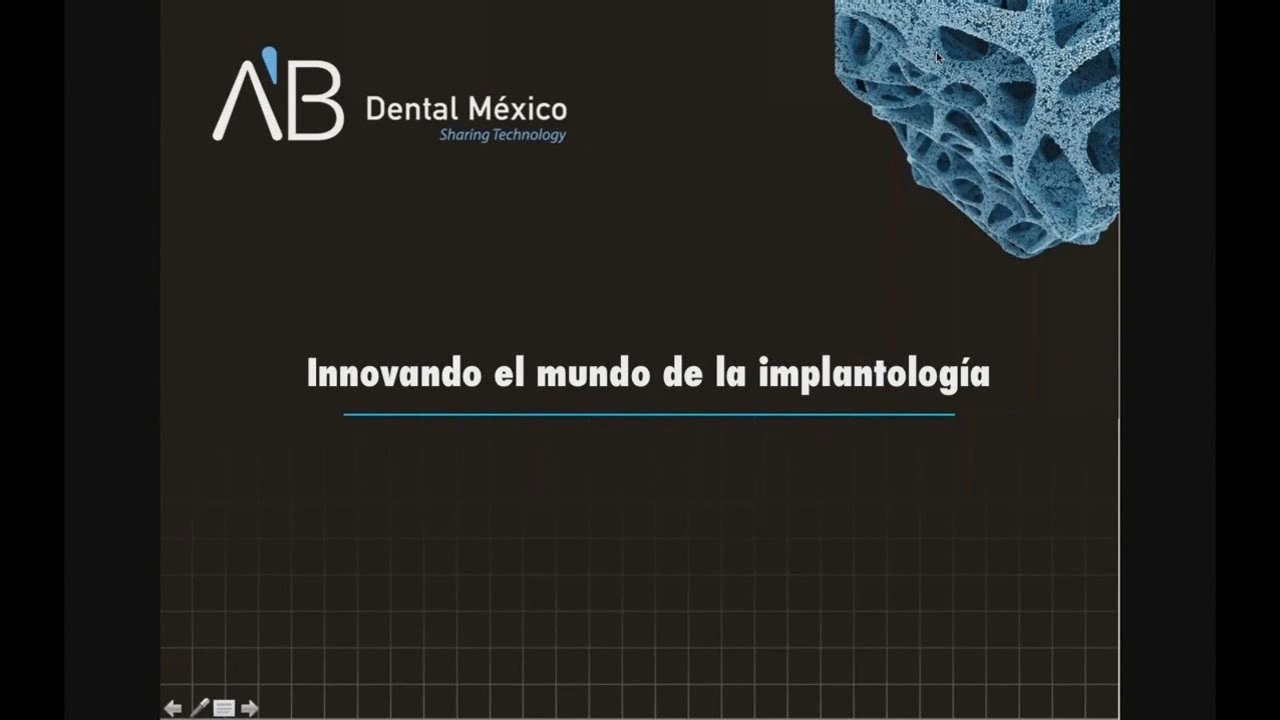 AB
Dental México
Sharing Technology
Innovando el mundo de la implantología